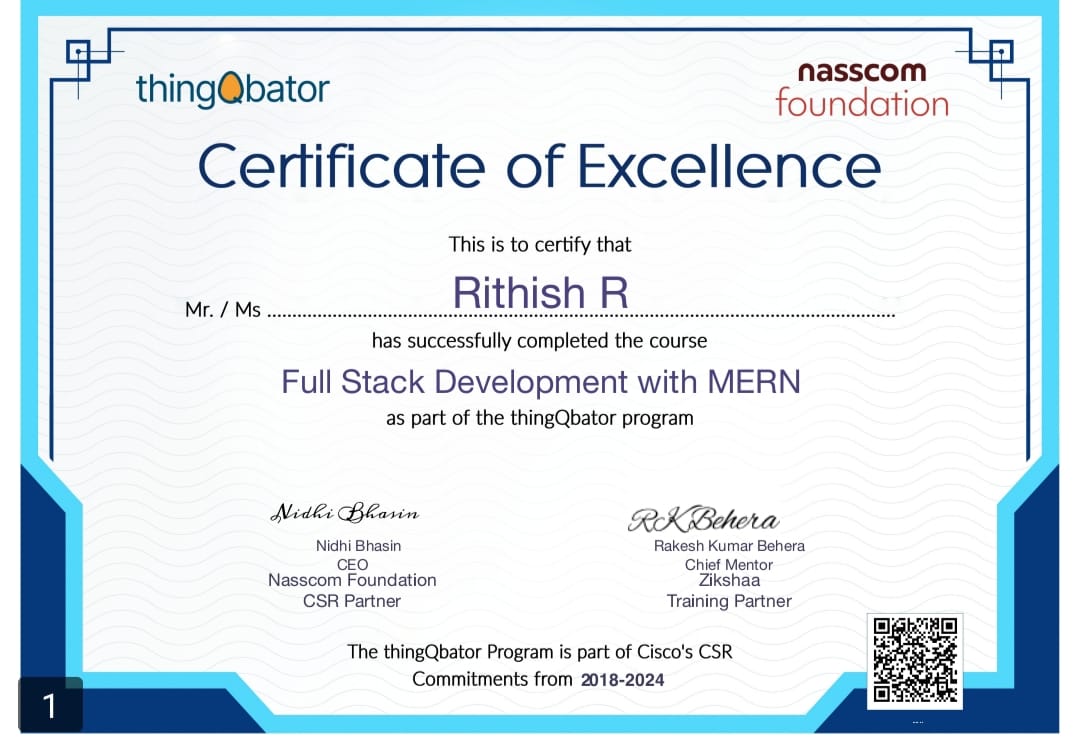 thingQbator
nasscom
foundation
Certificate of Excellence
This is to certify that
Mr. / Ms ........ Rithish R ........
has successfully completed the course
Full Stack Development with MERN
as part of the thingQbator program
Nidhi Bhasin
Nidhi Bhasin
CEO
Nasscom Foundation
CSR Partner
RK Behera
Rakesh Kumar Behera
Chief Mentor
Zikshaa
Training Partner
The thingQbator Program is part of Cisco's CSR
Commitments from 2018-2024
1